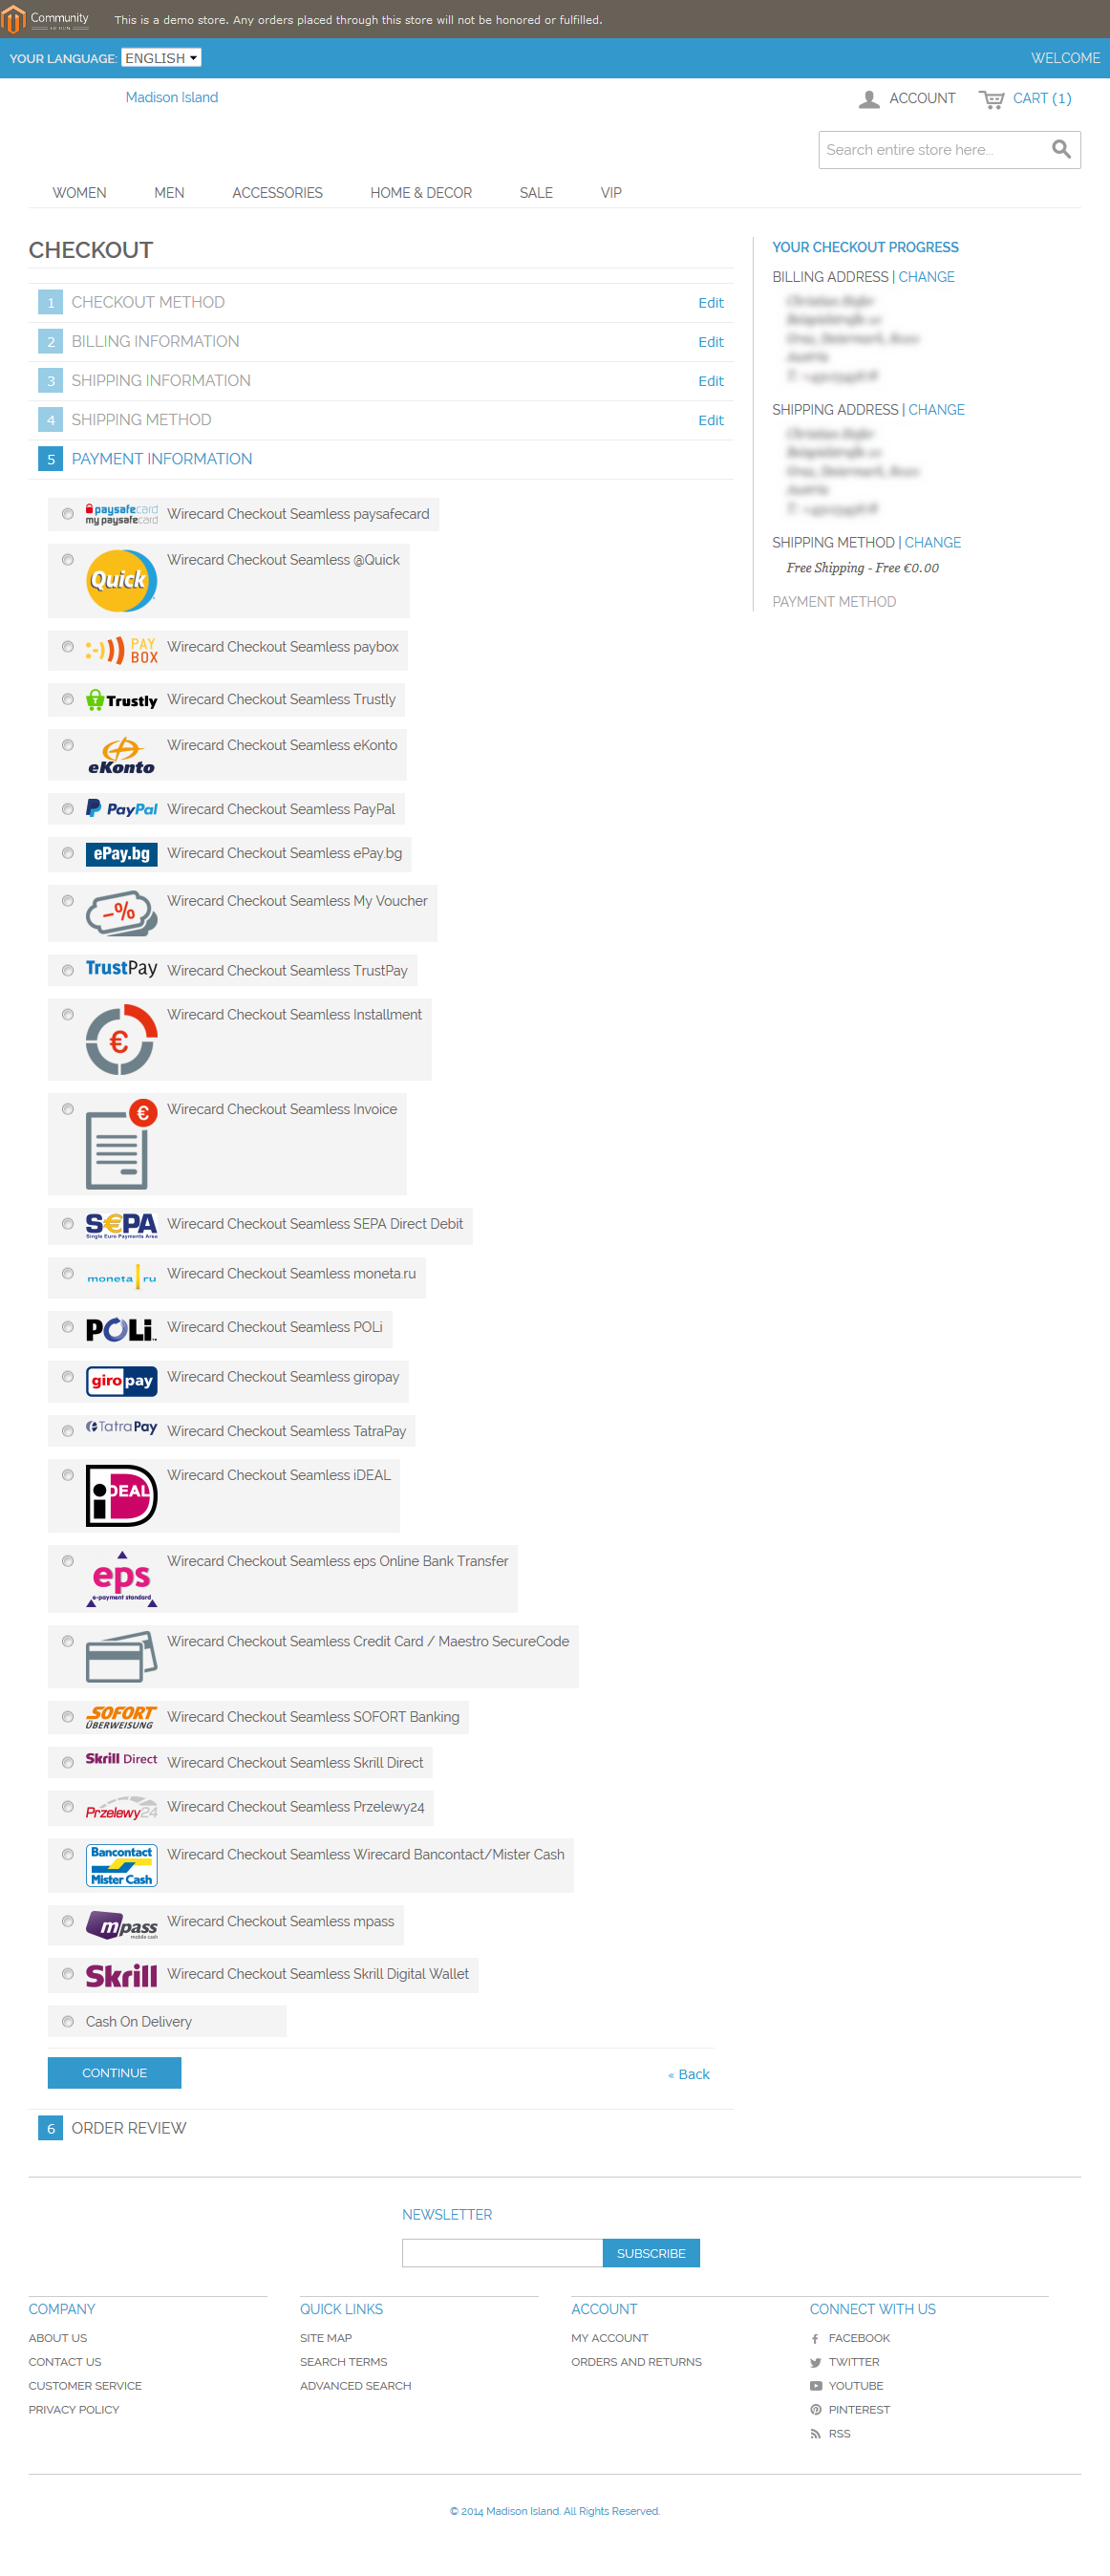 Community
This is a demo store. Any orders placed through this store will not be honored or fulfilled.
YOUR LANGUAGE: ENGLISH
WELCOME
Madison Island
ACCOUNT
CART (1)
Search entire store here...
WOMEN MEN ACCESSORIES HOME & DECOR SALE VIP
CHECKOUT
1 CHECKOUT METHOD Edit
2 BILLING INFORMATION Edit
3 SHIPPING INFORMATION Edit
4 SHIPPING METHOD Edit
5 PAYMENT INFORMATION
paysafecard
my paysafecard
Wirecard Checkout Seamless paysafecard
Quick
Wirecard Checkout Seamless @Quick
PAY
BOX
Wirecard Checkout Seamless paybox
Trustly
Wirecard Checkout Seamless Trustly
eKonto
Wirecard Checkout Seamless eKonto
PayPal
Wirecard Checkout Seamless PayPal
ePay.bg
Wirecard Checkout Seamless ePay.bg
-%
Wirecard Checkout Seamless My Voucher
TrustPay
Wirecard Checkout Seamless TrustPay
€
Wirecard Checkout Seamless Installment
€
Wirecard Checkout Seamless Invoice
S€PA
Single Euro Payments Area
Wirecard Checkout Seamless SEPA Direct Debit
moneta ru
Wirecard Checkout Seamless moneta.ru
POLi
Wirecard Checkout Seamless POLi
giropay
Wirecard Checkout Seamless giropay
TatraPay
Wirecard Checkout Seamless TatraPay
iDEAL
Wirecard Checkout Seamless iDEAL
eps
e-payment standard
Wirecard Checkout Seamless eps Online Bank Transfer
Wirecard Checkout Seamless Credit Card / Maestro SecureCode
SOFORT
ÜBERWEISUNG
Wirecard Checkout Seamless SOFORT Banking
Skrill Direct
Wirecard Checkout Seamless Skrill Direct
Przelewy24
Wirecard Checkout Seamless Przelewy24
Bancontact
Mister Cash
Wirecard Checkout Seamless Wirecard Bancontact/Mister Cash
mpass
mobile cash
Wirecard Checkout Seamless mpass
Skrill
Wirecard Checkout Seamless Skrill Digital Wallet
Cash On Delivery
CONTINUE
« Back
6 ORDER REVIEW
YOUR CHECKOUT PROGRESS
BILLING ADDRESS | CHANGE
SHIPPING ADDRESS | CHANGE
SHIPPING METHOD | CHANGE
Free Shipping - Free €0.00
PAYMENT METHOD
NEWSLETTER
SUBSCRIBE
COMPANY
ABOUT US
CONTACT US
CUSTOMER SERVICE
PRIVACY POLICY
QUICK LINKS
SITE MAP
SEARCH TERMS
ADVANCED SEARCH
ACCOUNT
MY ACCOUNT
ORDERS AND RETURNS
CONNECT WITH US
FACEBOOK
TWITTER
YOUTUBE
PINTEREST
RSS
© 2014 Madison Island. All Rights Reserved.